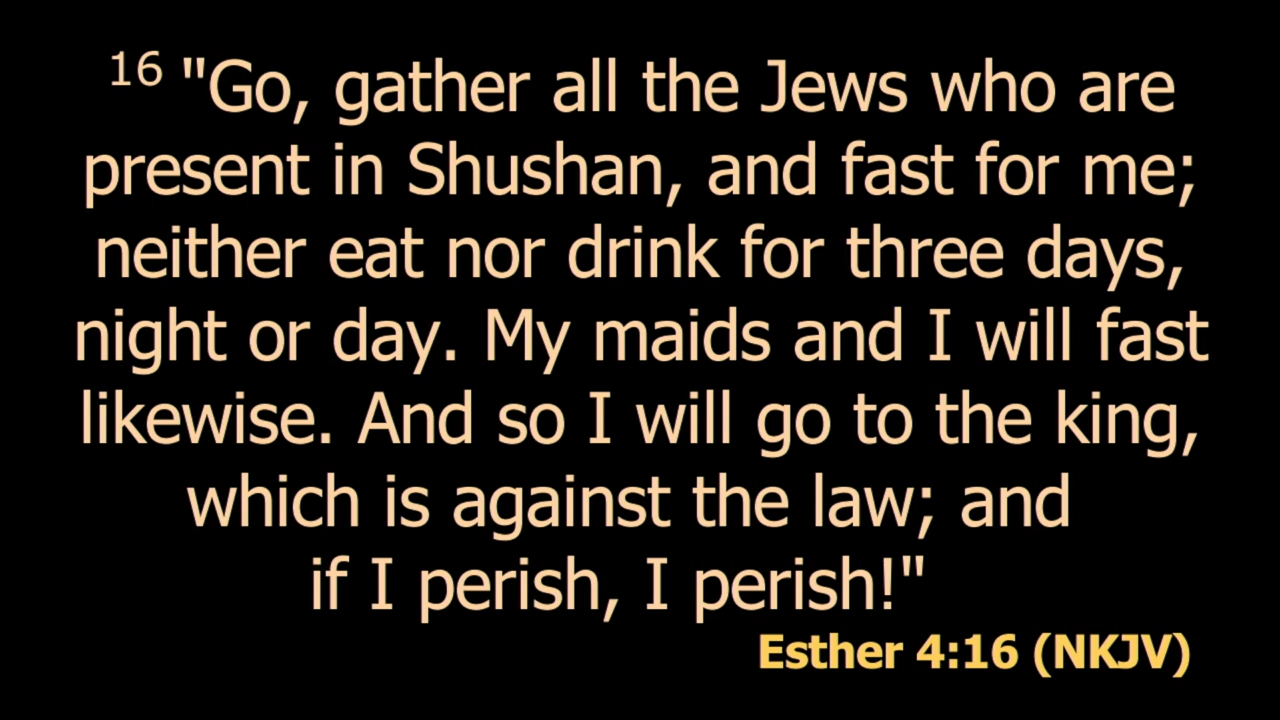 16 "Go, gather all the Jews who are
present in Shushan, and fast for me;
neither eat nor drink for three days,
night or day. My maids and I will fast
likewise. And so I will go to the king,
which is against the law; and
if I perish, I perish!"
Esther 4:16 (NKJV)